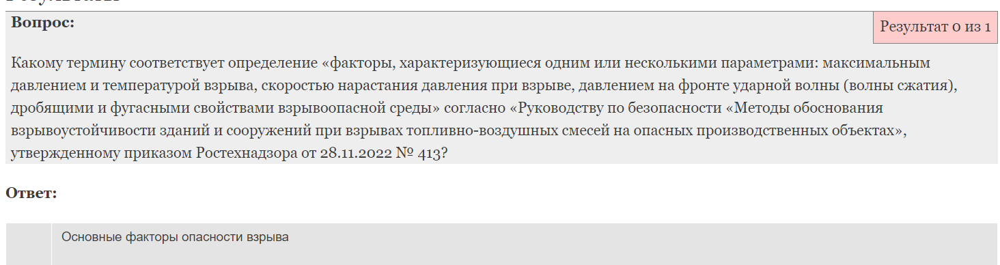 Вопрос:
Результат 0 из 1
Какому термину соответствует определение «факторы, характеризующиеся одним или несколькими параметрами: максимальным
давлением и температурой взрыва, скоростью нарастания давления при взрыве, давлением на фронте ударной волны (волны сжатия),
дробящими и фугасными свойствами взрывоопасной среды» согласно «Руководству по безопасности «Методы обоснования
взрывоустойчивости зданий и сооружений при взрывах топливно-воздушных смесей на опасных производственных объектах»,
утвержденному приказом Ростехнадзора от 28.11.2022 № 413?
Ответ:
Основные факторы опасности взрыва